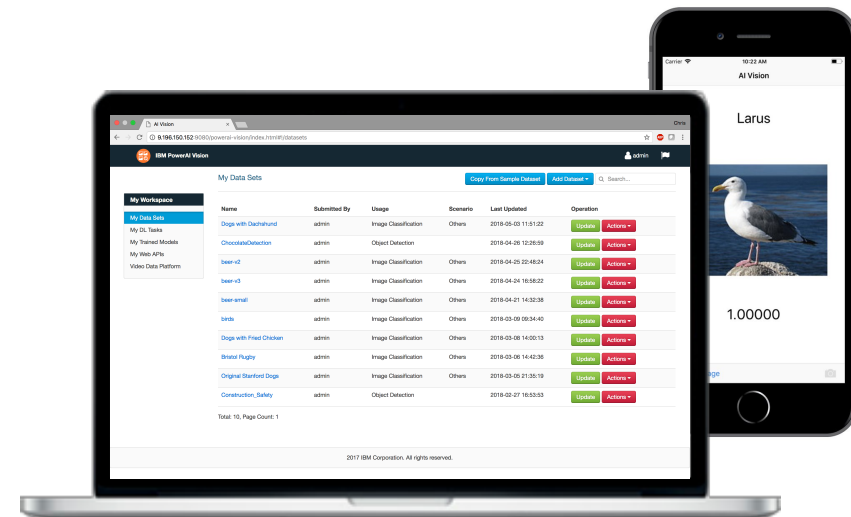 AI Vision
Chris
9.196.150.152:9080/powerai-vision/index.html#!/datasets
IBM PowerAI Vision
admin
My Data Sets
Copy From Sample Dataset
Add Dataset
Search...
My Workspace
My Data Sets
My DL Tasks
My Trained Models
My Web APIs
Video Data Platform
Name Submitted By Usage Scenario Last Updated Operation
Dogs with Dachshund admin Image Classification Others 2018-05-03 11:51:22 Update Actions
ChocolateDetection admin Object Detection 2018-04-26 12:26:59 Update Actions
beer-v2 admin Image Classification Others 2018-04-25 22:48:24 Update Actions
beer-v3 admin Image Classification Others 2018-04-24 16:58:22 Update Actions
beer-small admin Image Classification Others 2018-04-21 14:32:38 Update Actions
birds admin Image Classification Others 2018-03-09 09:34:40 Update Actions
Dogs with Fried Chicken admin Image Classification Others 2018-03-08 14:00:13 Update Actions
Bristol Rugby admin Image Classification Others 2018-03-06 14:42:36 Update Actions
Original Stanford Dogs admin Image Classification Others 2018-03-05 21:35:19 Update Actions
Construction_Safety admin Object Detection 2018-02-27 16:53:53 Update Actions
Total: 10, Page Count: 1
2017 IBM Corporation. All rights reserved.
Carrier 10:22 AM
AI Vision
Larus
1.00000
age